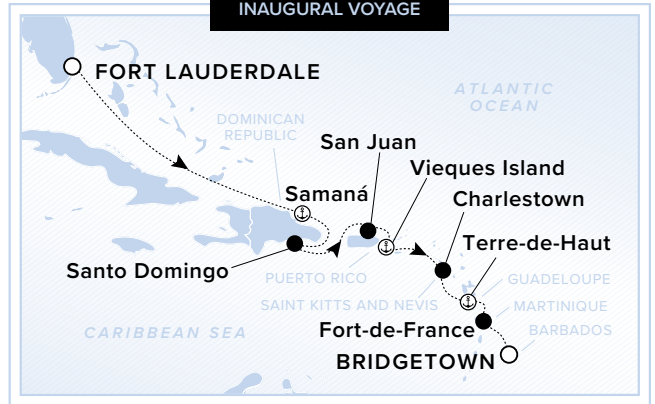 INAUGURAL VOYAGE
FORT LAUDERDALE
ATLANTIC
OCEAN
DOMINICAN
REPUBLIC
San Juan
Vieques Island
Samaná
Charlestown
Terre-de-Haut
Santo Domingo
PUERTO RICO
GUADELOUPE
SAINT KITTS AND NEVIS
MARTINIQUE
CARIBBEAN SEA
Fort-de-France
BARBADOS
BRIDGETOWN